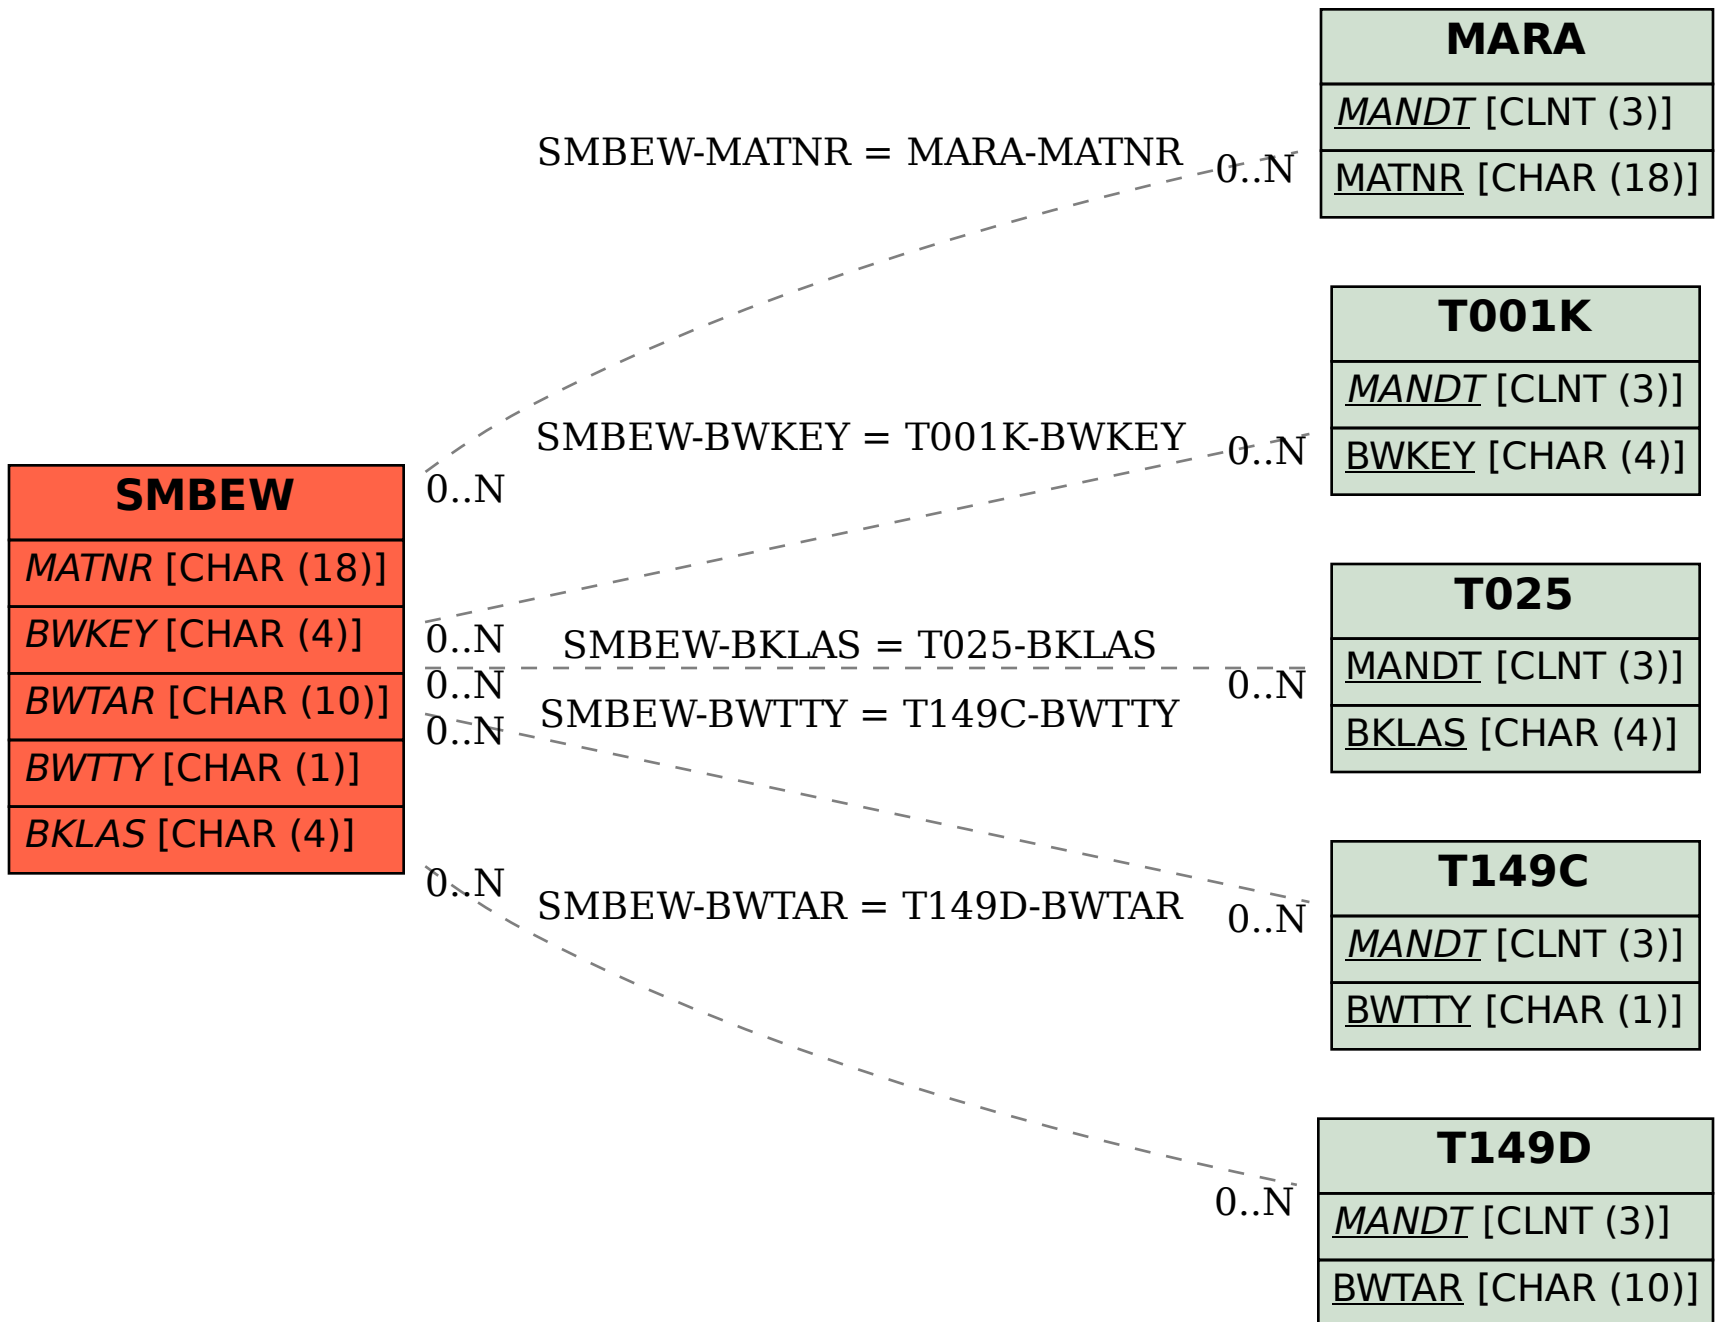 SMBEW
MATNR [CHAR (18)]
BWKEY [CHAR (4)]
BWTAR [CHAR (10)]
BWTTY [CHAR (1)]
BKLAS [CHAR (4)]
SMBEW-MATNR = MARA-MATNR
0..N
0..N
SMBEW-BWKEY = T001K-BWKEY
0..N
0..N
SMBEW-BKLAS = T025-BKLAS
0..N
0..N
SMBEW-BWTTY = T149C-BWTTY
0..N
0..N
SMBEW-BWTAR = T149D-BWTAR
0..N
0..N
MARA
MANDT [CLNT (3)]
MATNR [CHAR (18)]
T001K
MANDT [CLNT (3)]
BWKEY [CHAR (4)]
T025
MANDT [CLNT (3)]
BKLAS [CHAR (4)]
T149C
MANDT [CLNT (3)]
BWTTY [CHAR (1)]
T149D
MANDT [CLNT (3)]
BWTAR [CHAR (10)]